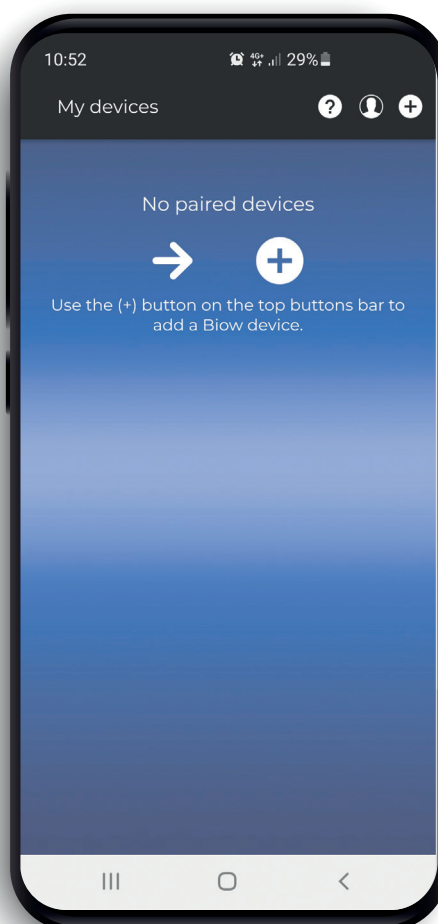 10:52 4G+ 29%
My devices
No paired devices
Use the (+) button on the top buttons bar to
add a Biow device.